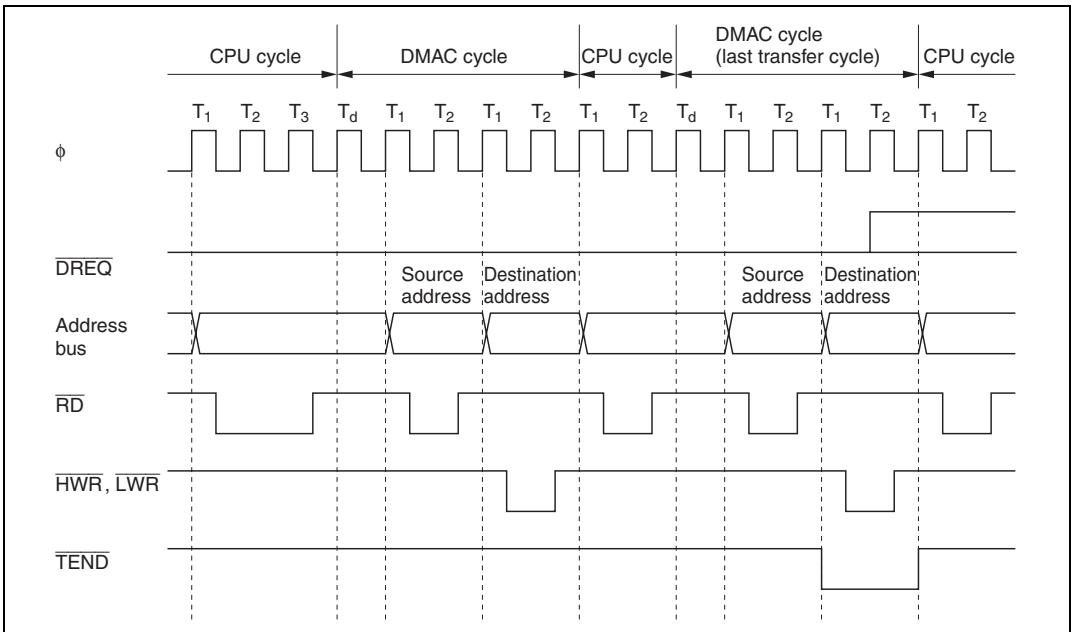 DMAC cycle
(last transfer cycle)
CPU cycle DMAC cycle CPU cycle CPU cycle
T1 T2 T3 Td T1 T2 T1 T2 T1 T2 Td T1 T2 T1 T2 T1 T2
ϕ
DREQ
Source Destination Source Destination
address address address address
Address
bus
RD
HWR, LWR
TEND